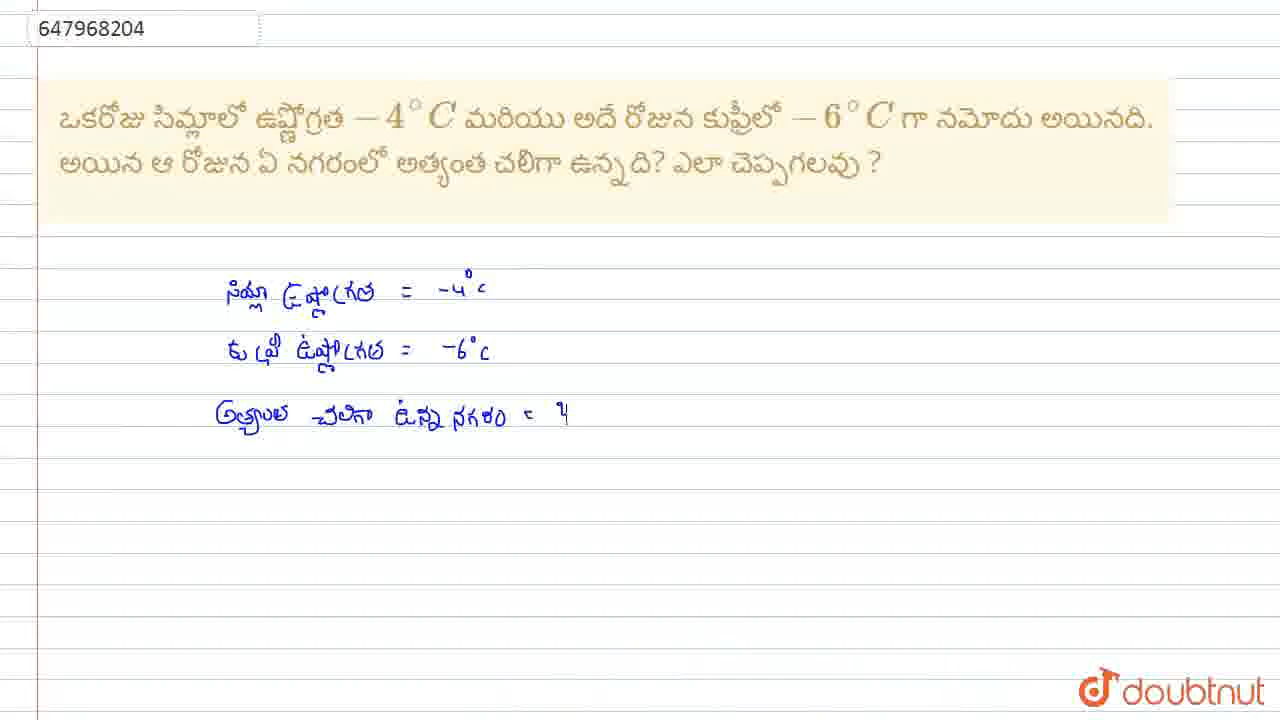 647968204
ఒకరోజు సిమ్లాలో ఉష్ణోగ్రత −4°C మరియు అదే రోజున కుఫ్రీలో −6°C గా నమోదు అయినది.
అయిన ఆ రోజున ఏ నగరంలో అత్యంత చలిగా ఉన్నది? ఎలా చెప్పగలవు ?
సిమ్లా ఉష్ణోగ్రత = -4°c
కుఫ్రీ ఉష్ణోగ్రత = -6°c
అత్యంత చలిగా ఉన్న నగరం =
doubtnut